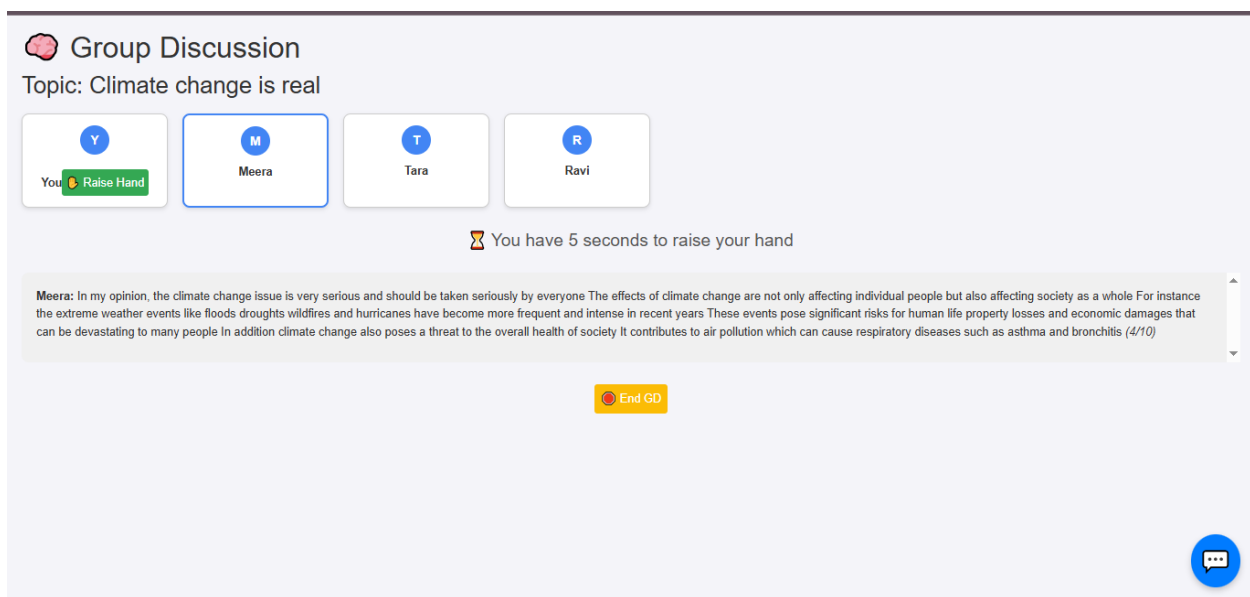 Group Discussion
Topic: Climate change is real
Y
M
T
R
You Raise Hand
Meera
Tara
Ravi
You have 5 seconds to raise your hand
Meera: In my opinion, the climate change issue is very serious and should be taken seriously by everyone The effects of climate change are not only affecting individual people but also affecting society as a whole For instance
the extreme weather events like floods droughts wildfires and hurricanes have become more frequent and intense in recent years These events pose significant risks for human life property losses and economic damages that
can be devastating to many people In addition climate change also poses a threat to the overall health of society It contributes to air pollution which can cause respiratory diseases such as asthma and bronchitis (4/10)
End GD